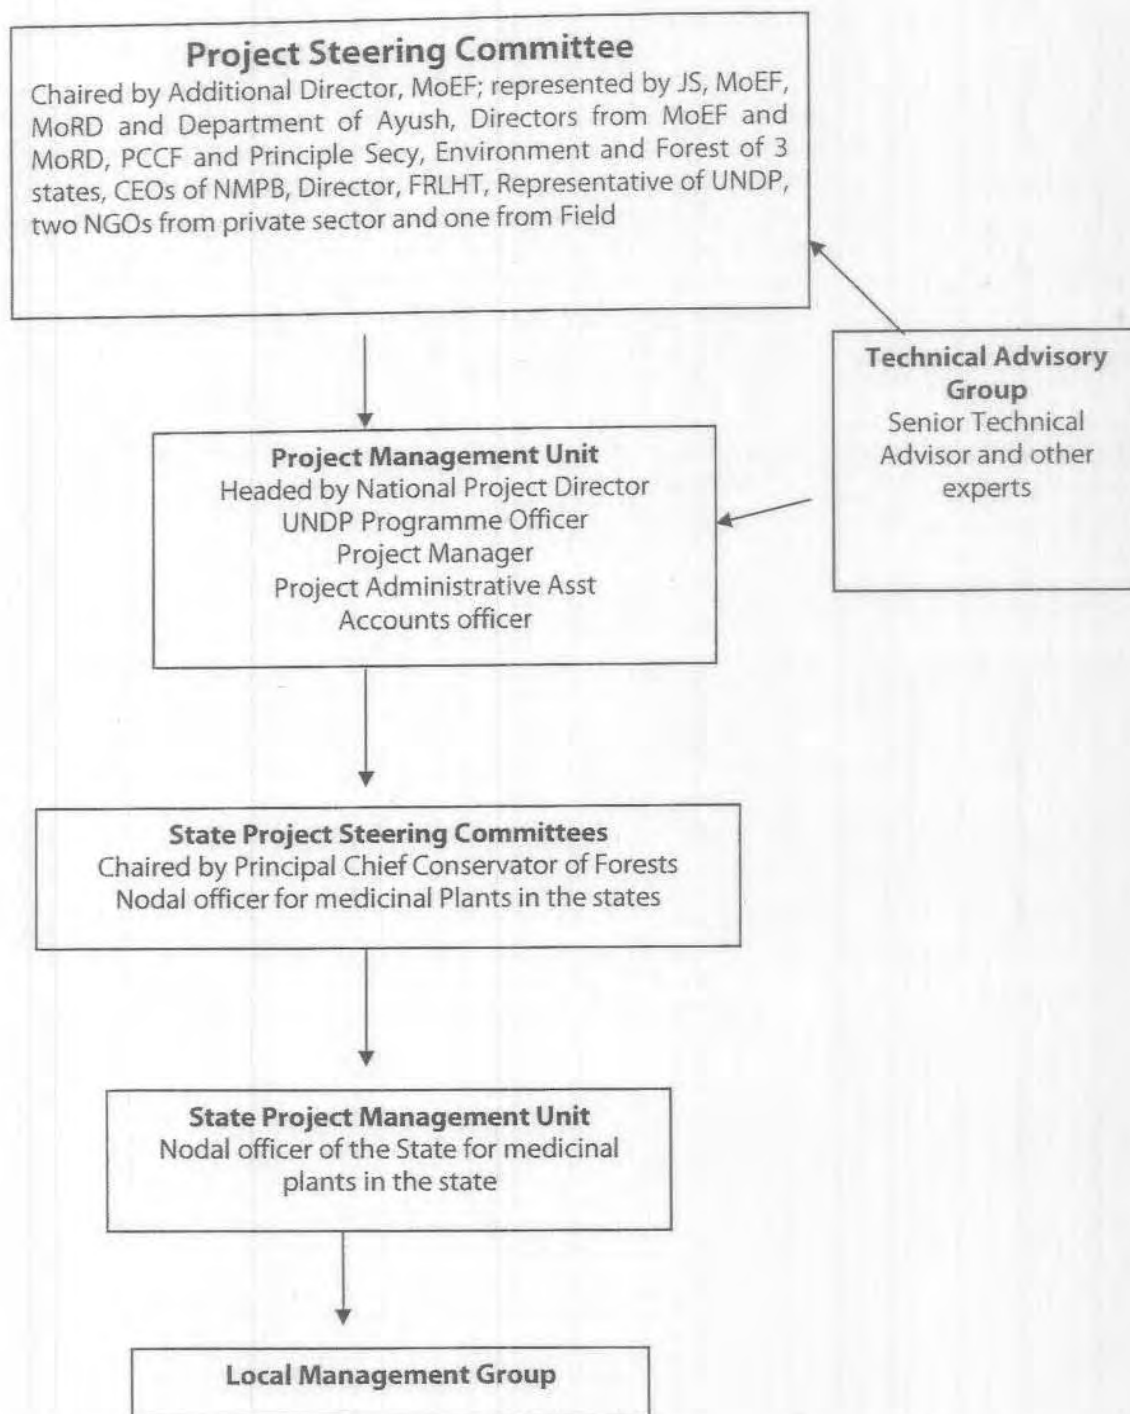 Project Steering Committee
Chaired by Additional Director, MoEF; represented by JS, MoEF,
MoRD and Department of Ayush, Directors from MoEF and
MoRD, PCCF and Principle Secy, Environment and Forest of 3
states, CEOs of NMPB, Director, FRLHT, Representative of UNDP,
two NGOs from private sector and one from Field
Technical Advisory
Group
Senior Technical
Advisor and other
experts
Project Management Unit
Headed by National Project Director
UNDP Programme Officer
Project Manager
Project Administrative Asst
Accounts officer
State Project Steering Committees
Chaired by Principal Chief Conservator of Forests
Nodal officer for medicinal Plants in the states
State Project Management Unit
Nodal officer of the State for medicinal
plants in the state
Local Management Group